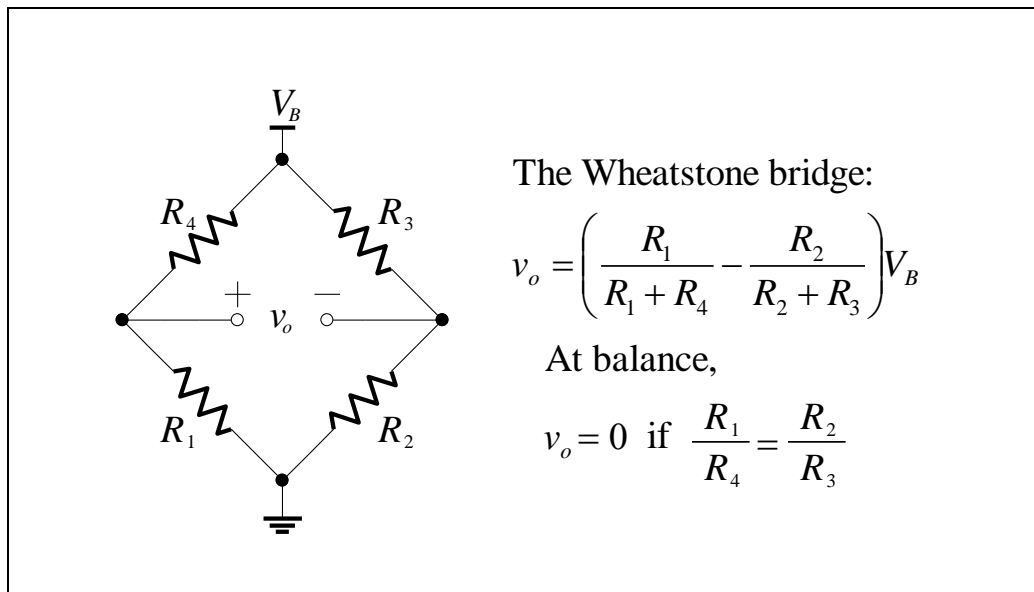 V_B
R_4 R_3
+ v_o −
R_1 R_2
The Wheatstone bridge:
v_o = ( R_1 / (R_1 + R_4) − R_2 / (R_2 + R_3) ) V_B
At balance,
v_o = 0 if R_1 / R_4 = R_2 / R_3